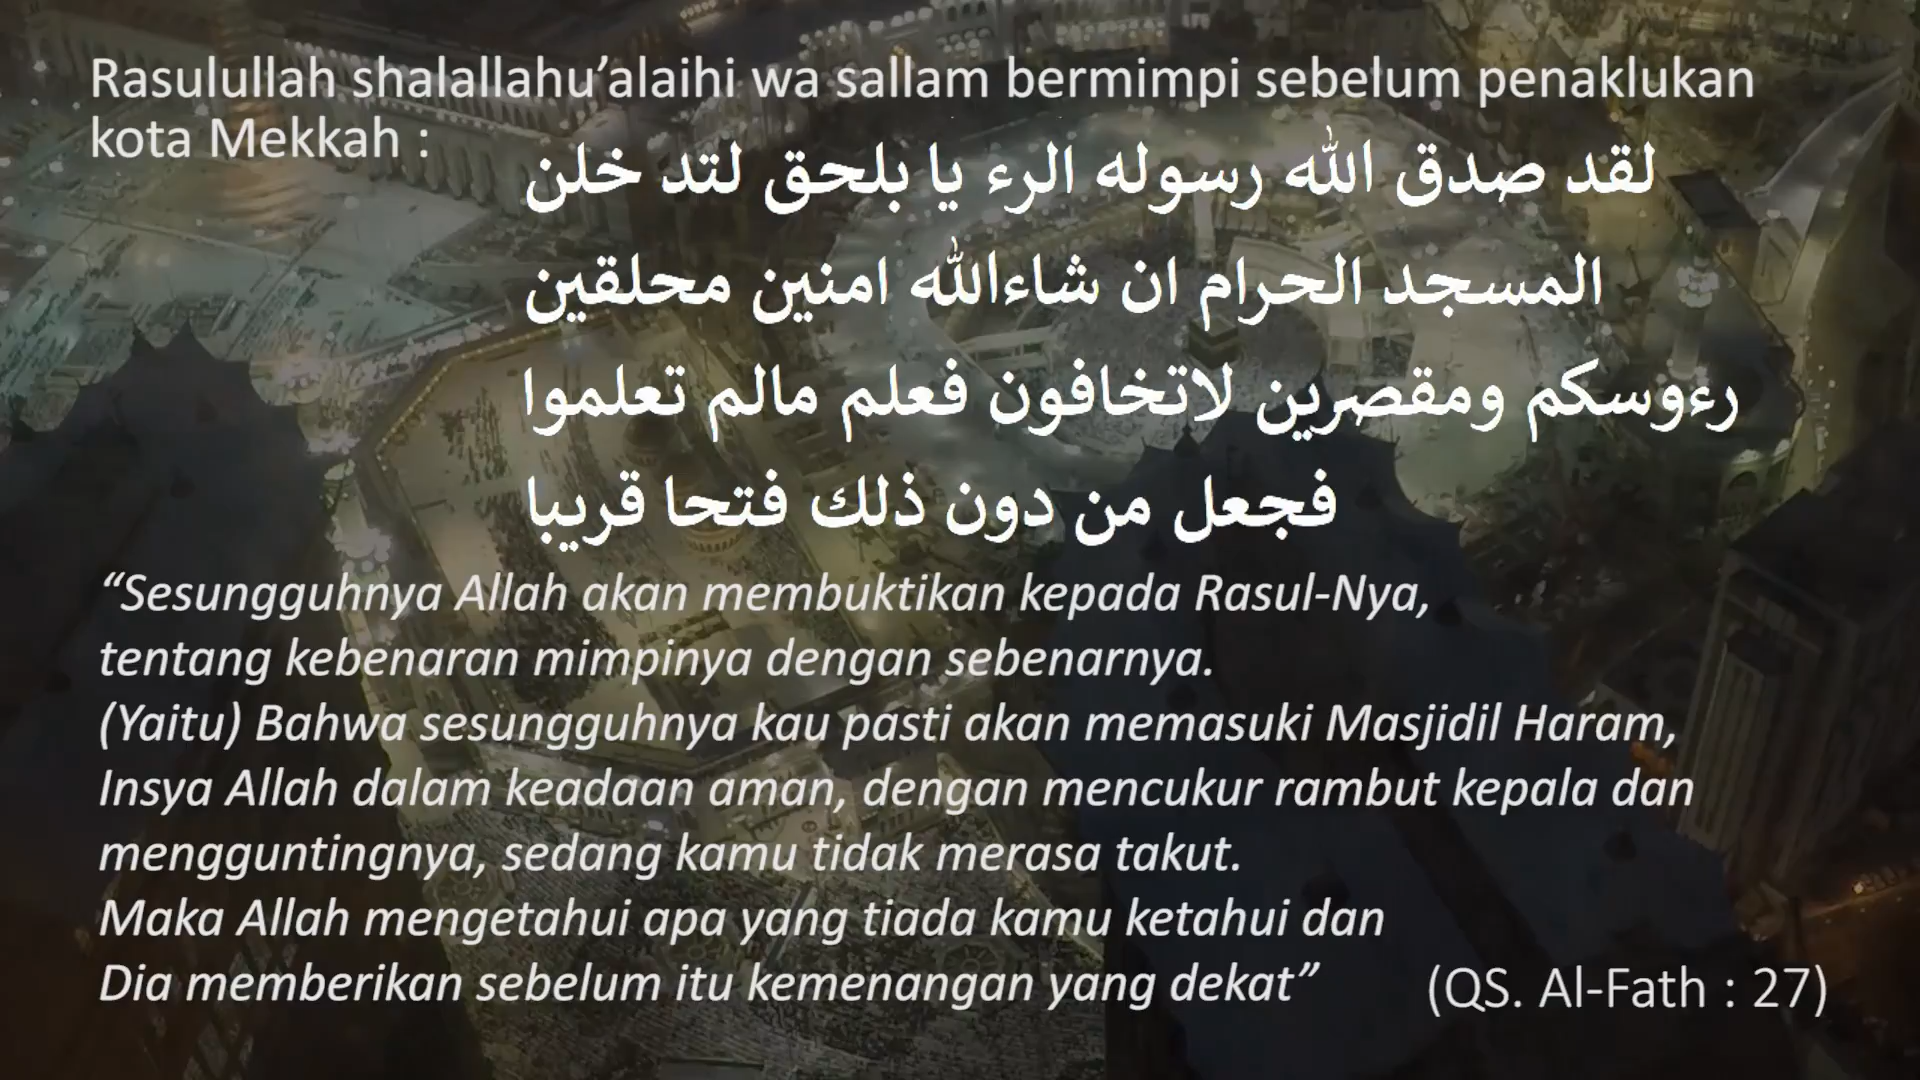 Rasulullah shalallahu’alaihi wa sallam bermimpi sebelum penaklukan
kota Mekkah :
لقد صدق الله رسوله الرء يا بلحق لتد خلن
المسجد الحرام ان شاءالله امنين محلقين
رءوسكم ومقصرين لاتخافون فعلم مالم تعلموا
فجعل من دون ذلك فتحا قريبا
“Sesungguhnya Allah akan membuktikan kepada Rasul-Nya,
tentang kebenaran mimpinya dengan sebenarnya.
(Yaitu) Bahwa sesungguhnya kau pasti akan memasuki Masjidil Haram,
Insya Allah dalam keadaan aman, dengan mencukur rambut kepala dan
mengguntingnya, sedang kamu tidak merasa takut.
Maka Allah mengetahui apa yang tiada kamu ketahui dan
Dia memberikan sebelum itu kemenangan yang dekat”
(QS. Al-Fath : 27)